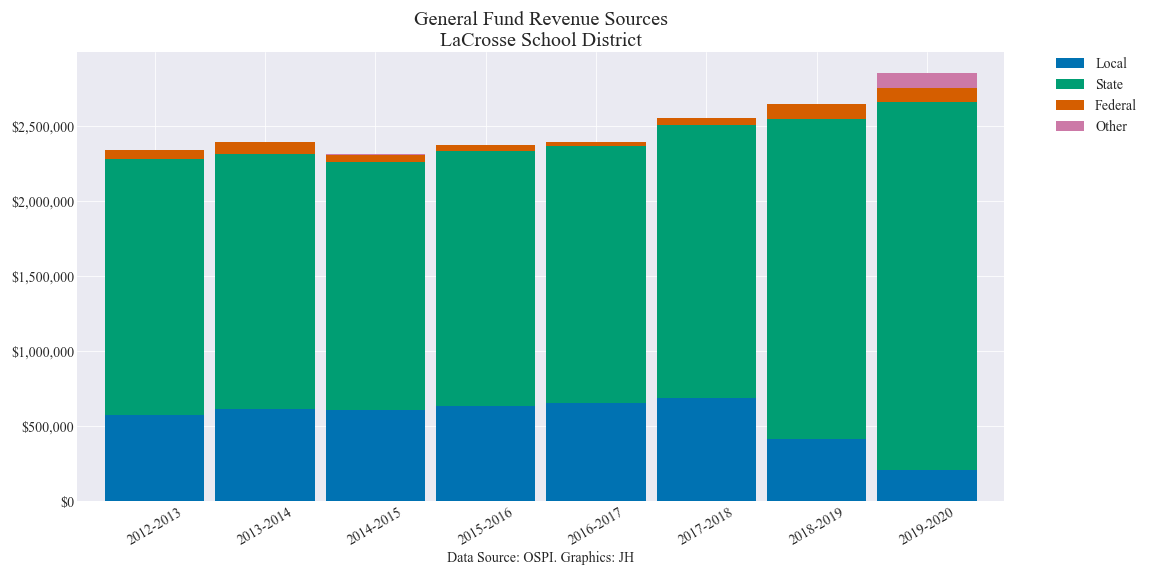 General Fund Revenue Sources
LaCrosse School District
Local
State
Federal
Other
$2,500,000
$2,000,000
$1,500,000
$1,000,000
$500,000
$0
2012-2013
2013-2014
2014-2015
2015-2016
2016-2017
2017-2018
2018-2019
2019-2020
Data Source: OSPI. Graphics: JH